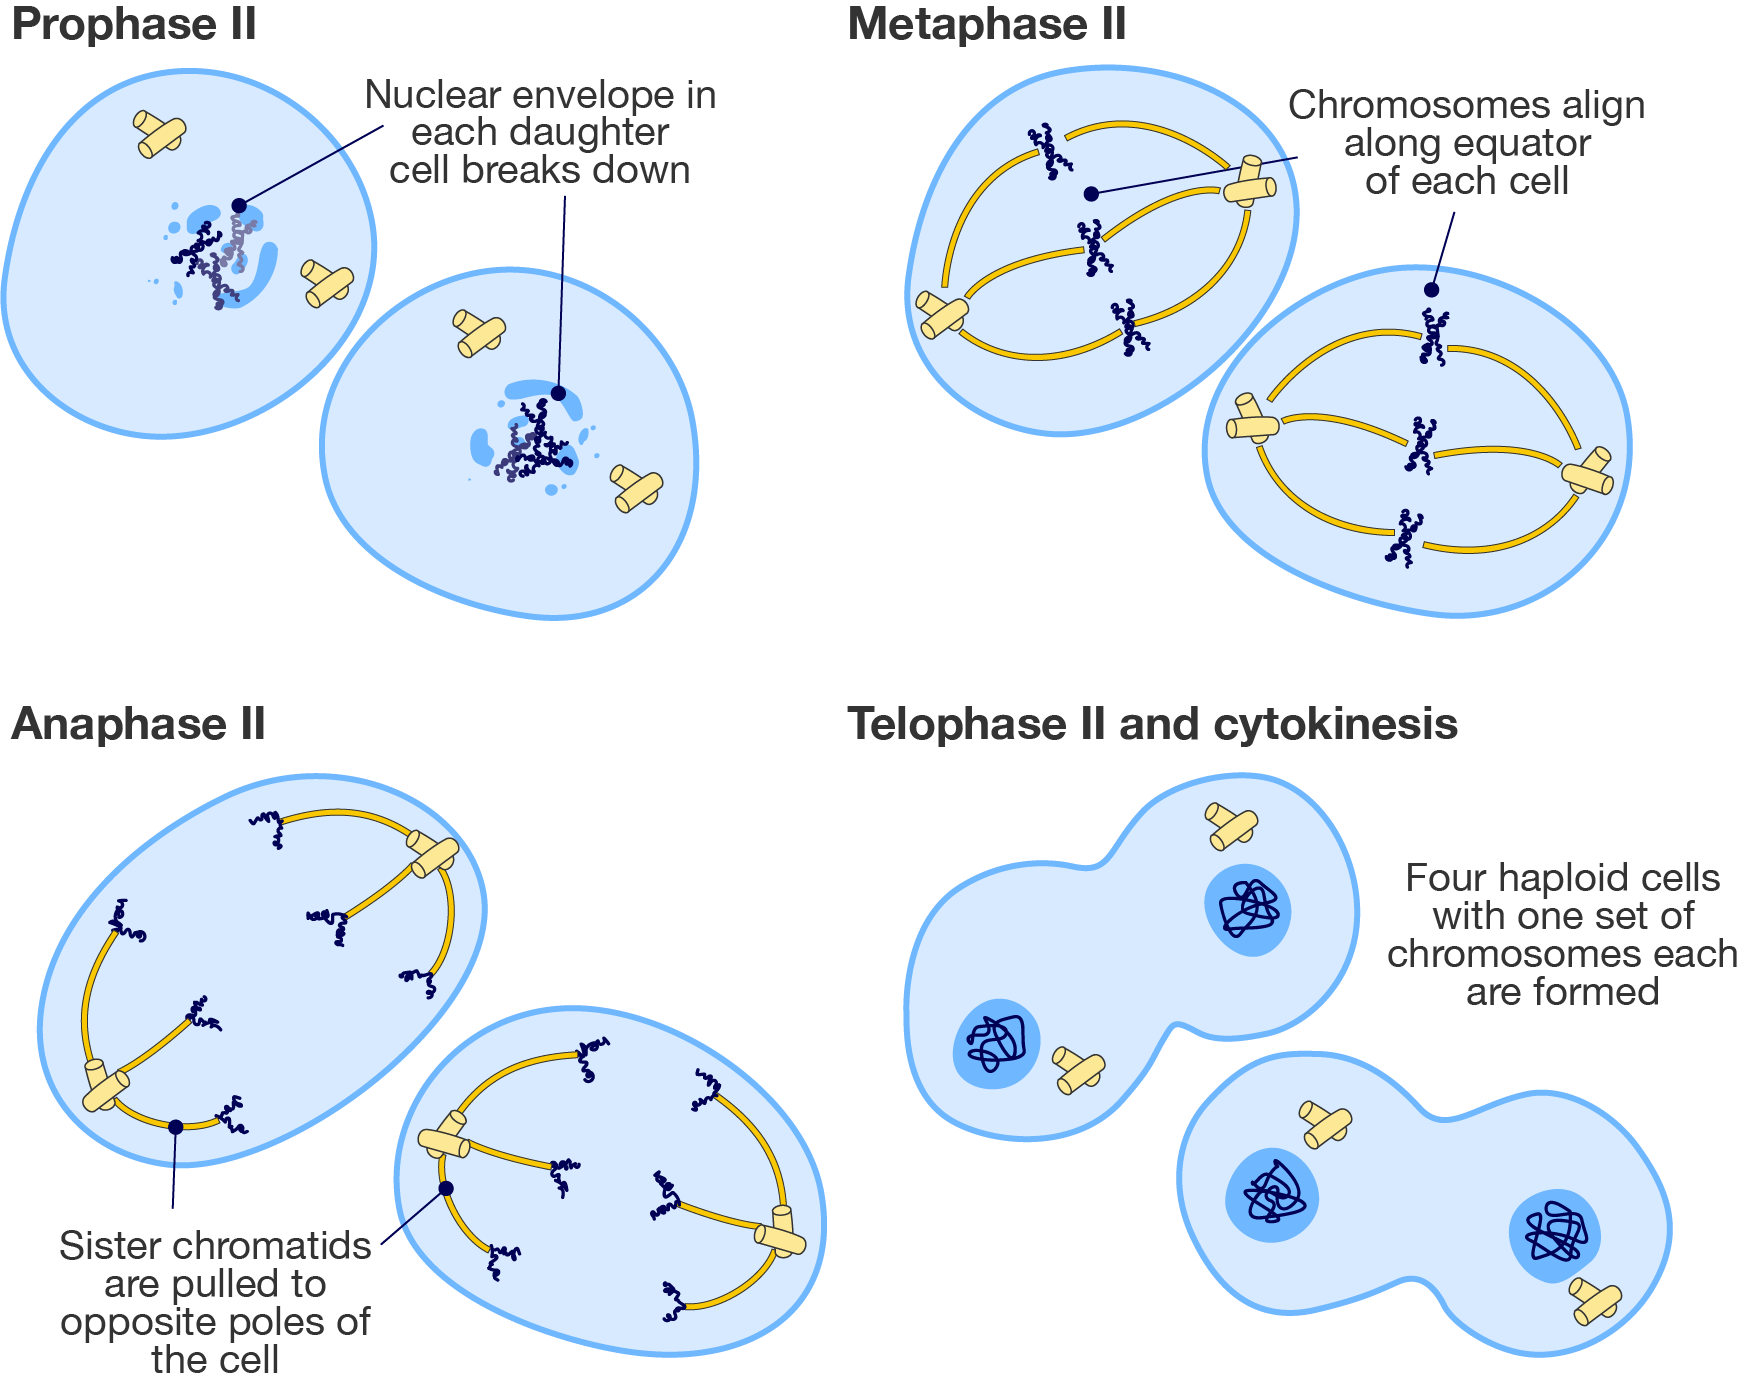 Prophase II
Nuclear envelope in
each daughter
cell breaks down
Metaphase II
Chromosomes align
along equator
of each cell
Anaphase II
Sister chromatids
are pulled to
opposite poles of
the cell
Telophase II and cytokinesis
Four haploid cells
with one set of
chromosomes each
are formed